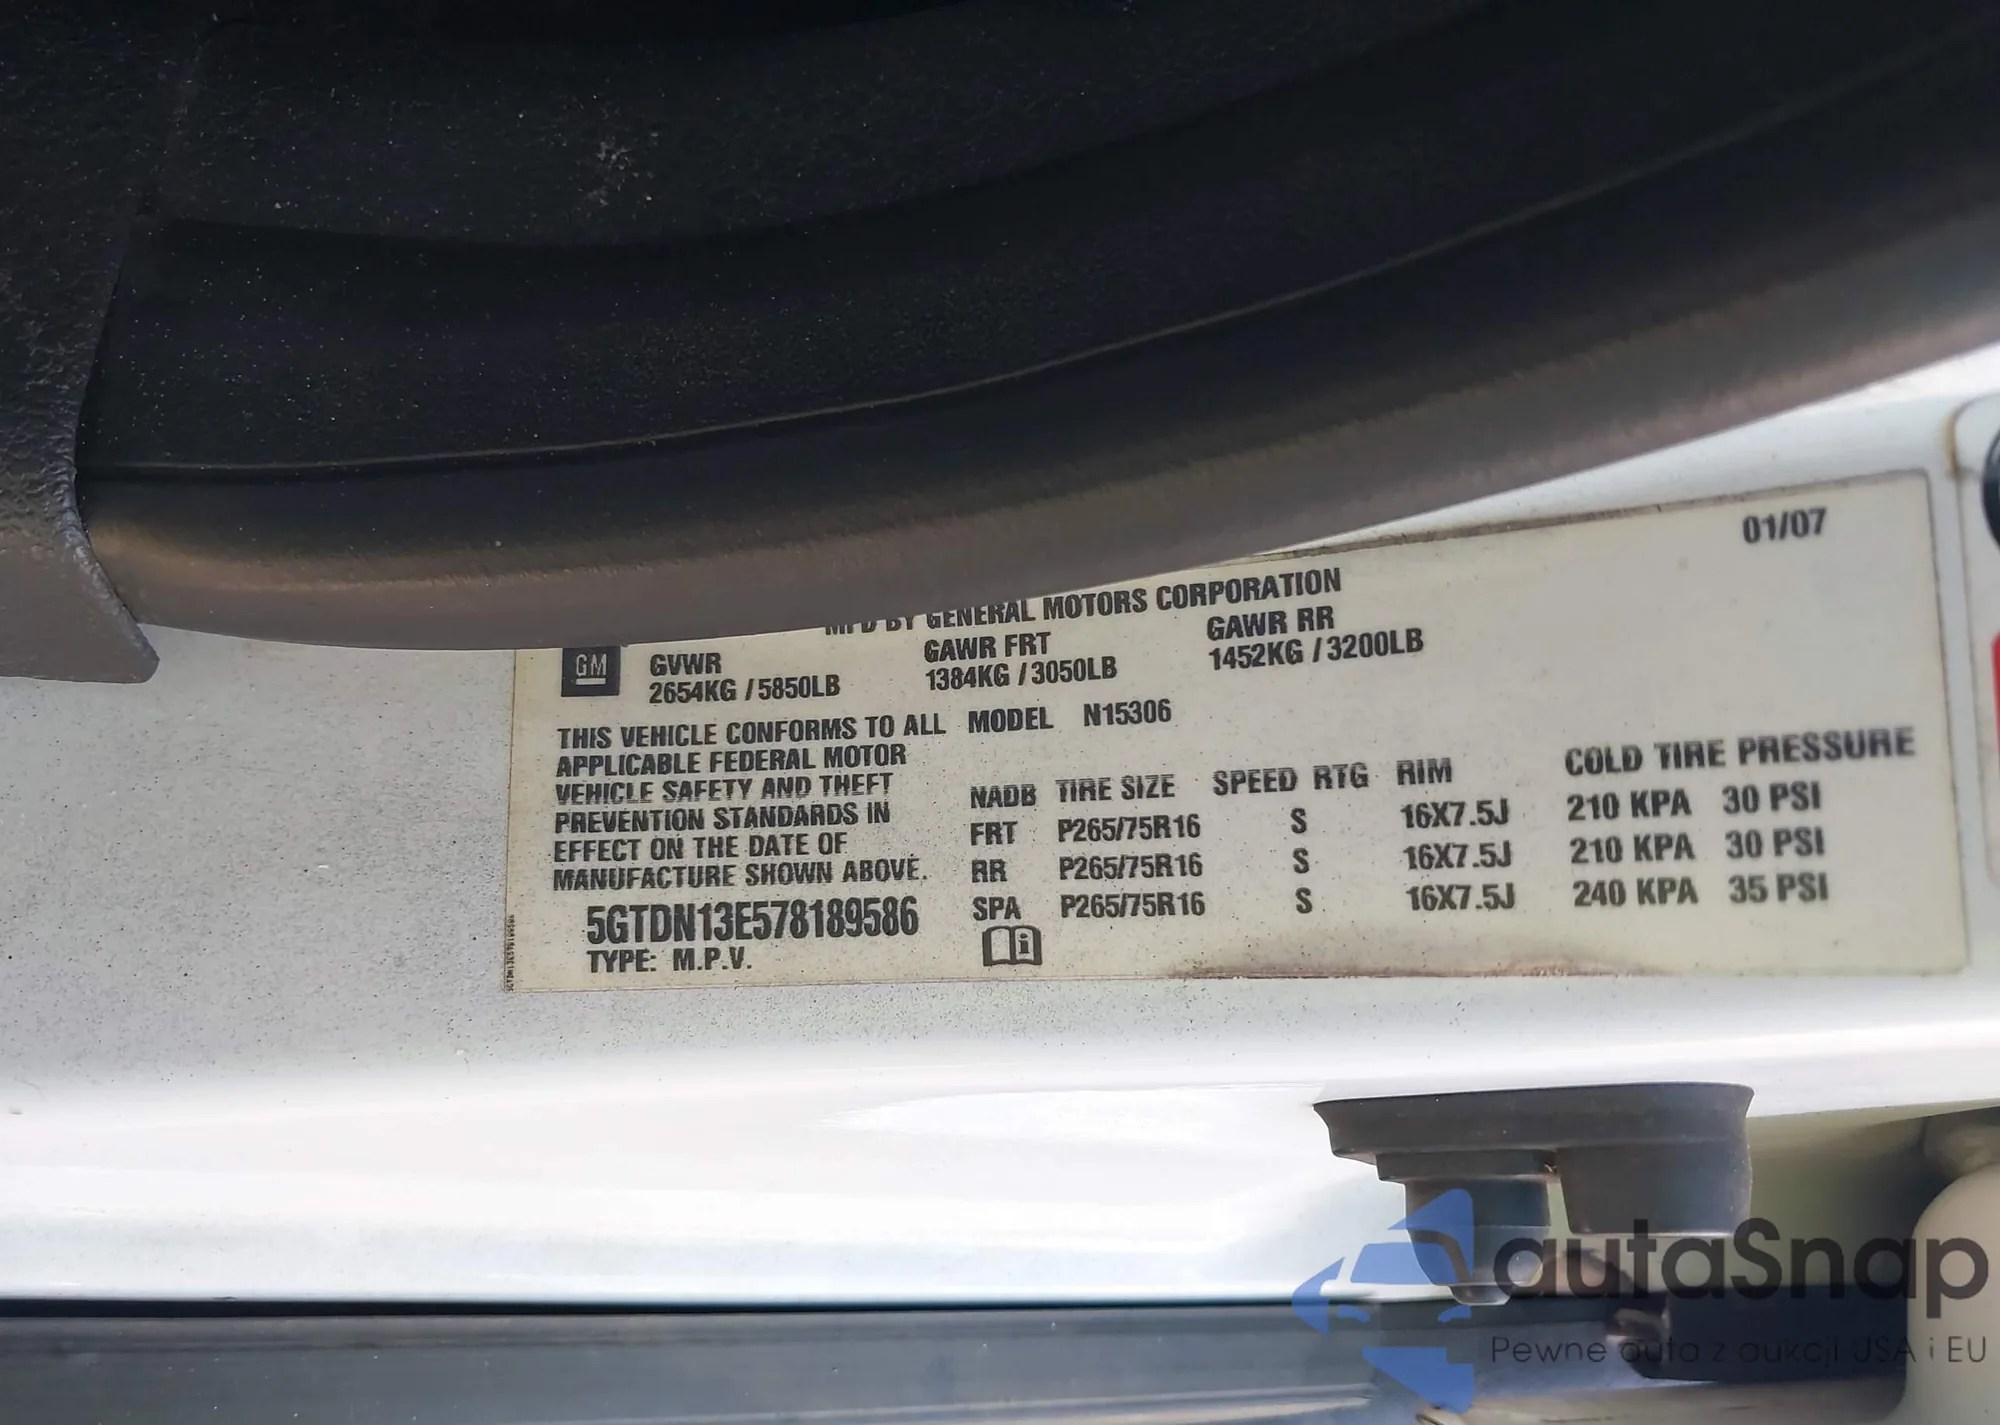 01/07
MFD BY GENERAL MOTORS CORPORATION
GM
GVWR GAWR FRT GAWR RR
2654KG / 5850LB 1384KG / 3050LB 1452KG / 3200LB
THIS VEHICLE CONFORMS TO ALL
APPLICABLE FEDERAL MOTOR
VEHICLE SAFETY AND THEFT
PREVENTION STANDARDS IN
EFFECT ON THE DATE OF
MANUFACTURE SHOWN ABOVE.
5GTDN13E578189586
TYPE: M.P.V.
MODEL N15306
NADB TIRE SIZE SPEED RTG RIM COLD TIRE PRESSURE
FRT P265/75R16 S 16X7.5J 210 KPA 30 PSI
RR P265/75R16 S 16X7.5J 210 KPA 30 PSI
SPA P265/75R16 S 16X7.5J 240 KPA 35 PSI
autaSnap
Pewne auta z aukcji USA i EU